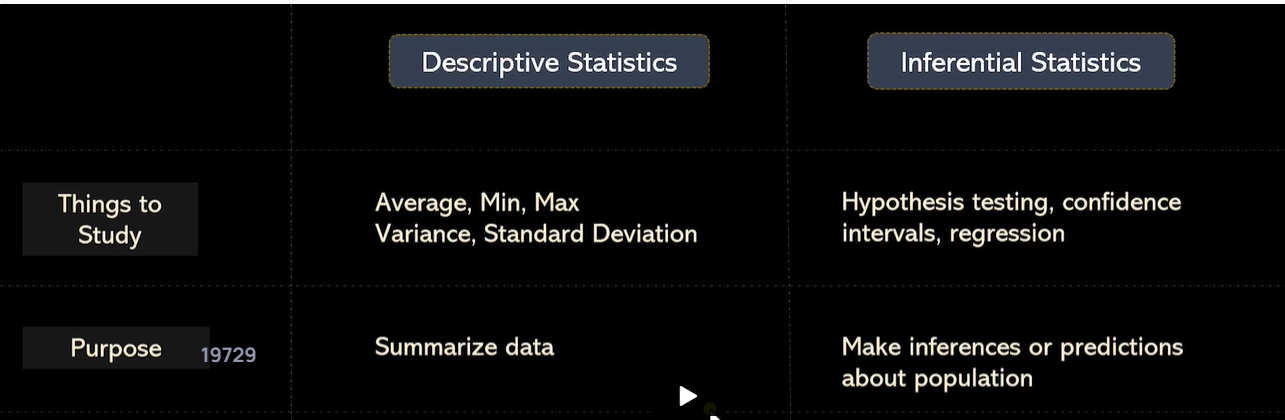 Descriptive Statistics
Inferential Statistics
Things to
Study
Average, Min, Max
Variance, Standard Deviation
Hypothesis testing, confidence
intervals, regression
Purpose
19729
Summarize data
Make inferences or predictions
about population